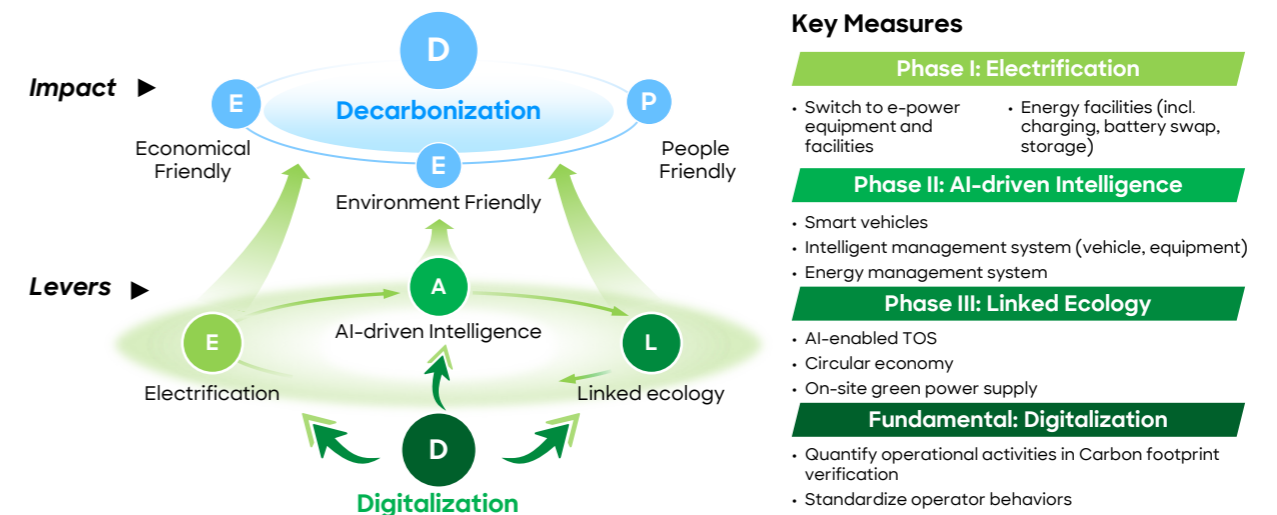 Impact ▶
D
Decarbonization
E
Economical
Friendly
P
People
Friendly
E
Environment Friendly
Levers ▶
A
AI-driven Intelligence
E
Electrification
L
Linked ecology
D
Digitalization
Key Measures
Phase I: Electrification
• Switch to e-power
equipment and
facilities
• Energy facilities (incl.
charging, battery swap,
storage)
Phase II: AI-driven Intelligence
• Smart vehicles
• Intelligent management system (vehicle, equipment)
• Energy management system
Phase III: Linked Ecology
• AI-enabled TOS
• Circular economy
• On-site green power supply
Fundamental: Digitalization
• Quantify operational activities in Carbon footprint
verification
• Standardize operator behaviors